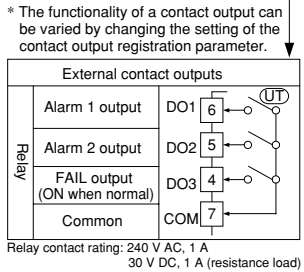 * The functionality of a contact output can
be varied by changing the setting of the
contact output registration parameter.
External contact outputs
UT
Relay
Alarm 1 output DO1 6
Alarm 2 output DO2 5
FAIL output
(ON when normal) DO3 4
Common COM 7
Relay contact rating: 240 V AC, 1 A
30 V DC, 1 A (resistance load)